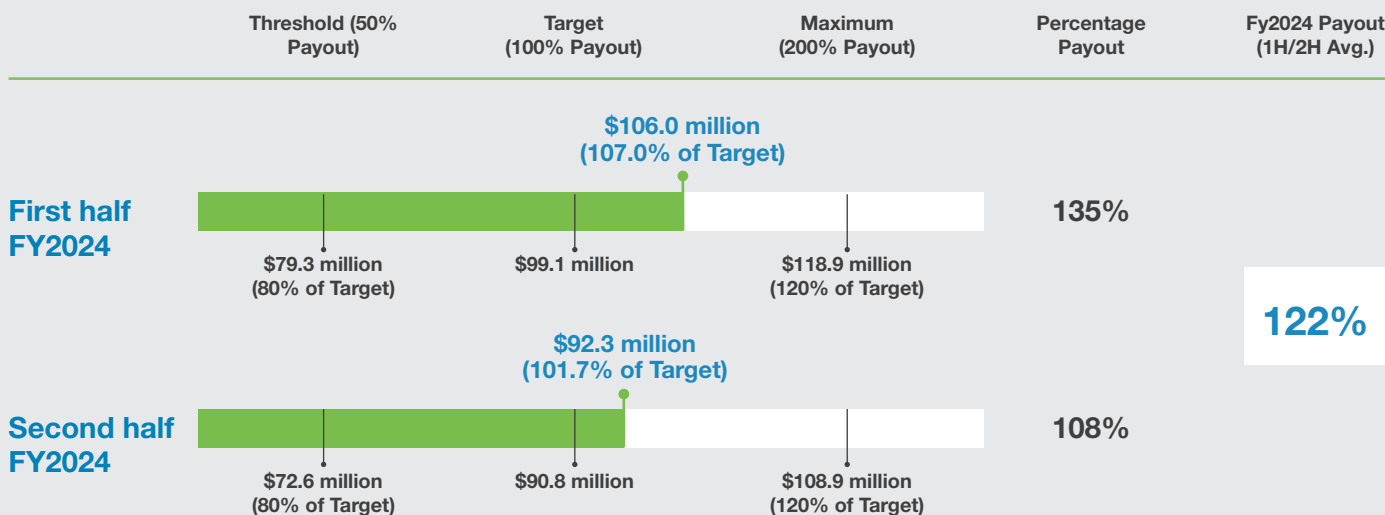 Threshold (50%
Payout)
Target
(100% Payout)
Maximum
(200% Payout)
Percentage
Payout
Fy2024 Payout
(1H/2H Avg.)
$106.0 million
(107.0% of Target)
First half
FY2024
$79.3 million
(80% of Target)
$99.1 million
$118.9 million
(120% of Target)
135%
122%
$92.3 million
(101.7% of Target)
Second half
FY2024
$72.6 million
(80% of Target)
$90.8 million
$108.9 million
(120% of Target)
108%